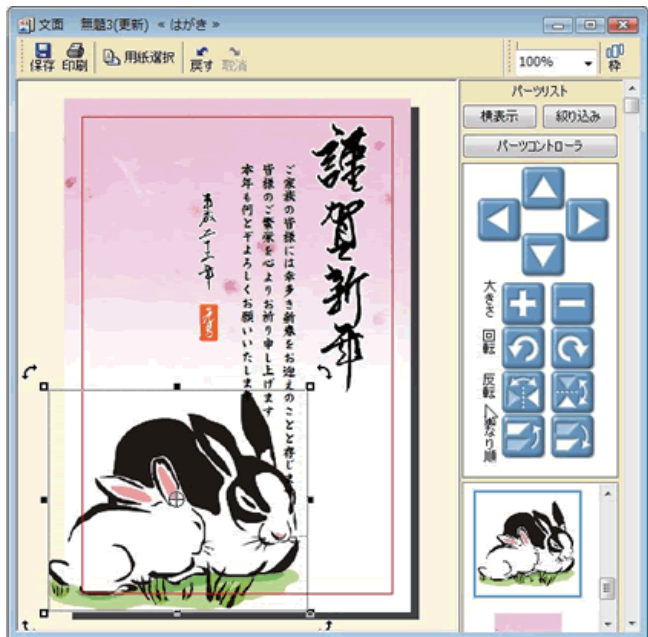 文面 無題3(更新) « はがき »
保存 印刷 用紙選択 戻す 取消 100% 枠
パーツリスト
横表示 絞り込み
パーツコントローラ
大きさ
回転
反転
重なり順
謹賀新年
ご家族の皆様には幸多き新春をお迎えのことと存じま
皆様のご繁栄を心よりお祈り申し上げます
本年も何とぞよろしくお願いいたしま
平成二十三年